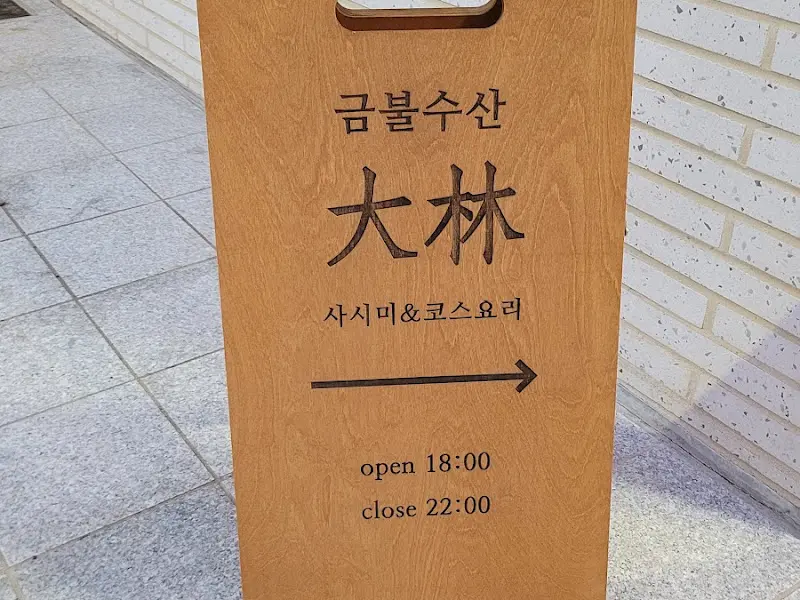 금불수산
大林
사시미&코스요리
open 18:00
close 22:00